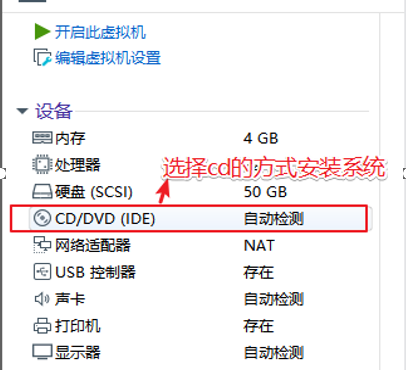 开启此虚拟机
编辑虚拟机设置
设备
内存 4 GB
选择cd的方式安装系统
处理器
硬盘 (SCSI) 50 GB
CD/DVD (IDE) 自动检测
网络适配器 NAT
USB 控制器 存在
声卡 自动检测
打印机 存在
显示器 自动检测